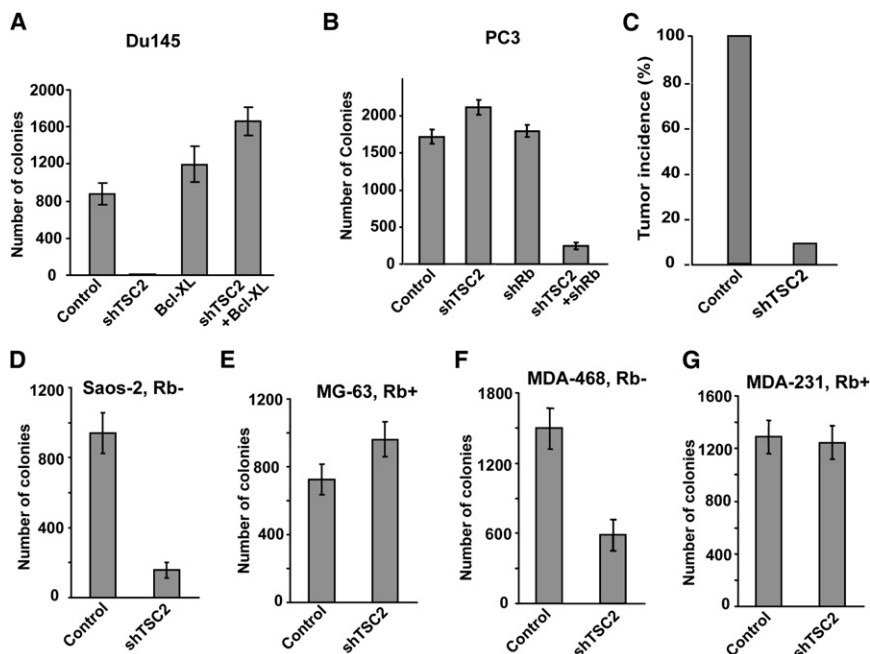 A
Du145
Number of colonies
2000
1600
1200
800
400
0
Control
shTSC2
Bcl-XL
shTSC2
+Bcl-XL
B
PC3
Number of Colonies
2000
1500
1000
500
0
Control
shTSC2
shRb
shTSC2
+shRb
C
Tumor incidence (%)
100
80
60
40
20
0
Control
shTSC2
D
Saos-2, Rb-
Number of colonies
1200
800
400
0
Control
shTSC2
E
MG-63, Rb+
Number of colonies
1200
800
400
0
Control
shTSC2
F
MDA-468, Rb-
Number of colonies
1800
1200
600
0
Control
shTSC2
G
MDA-231, Rb+
Number of colonies
1600
1200
800
400
0
Control
shTSC2